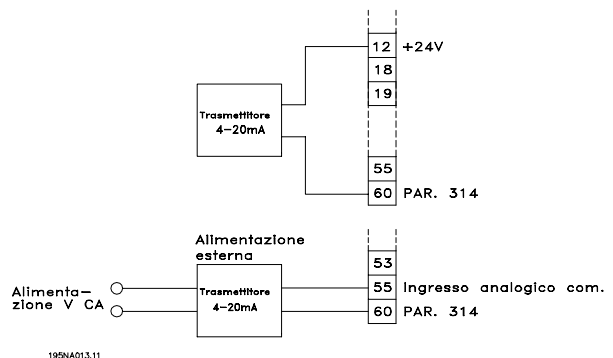 12 +24V
18
19
Trasmettitore
4-20mA
55
60 PAR. 314
Alimentazione
esterna
53
Alimenta-
zione V CA
Trasmettitore
4-20mA
55 Ingresso analogico com.
60 PAR. 314
195NA013.11